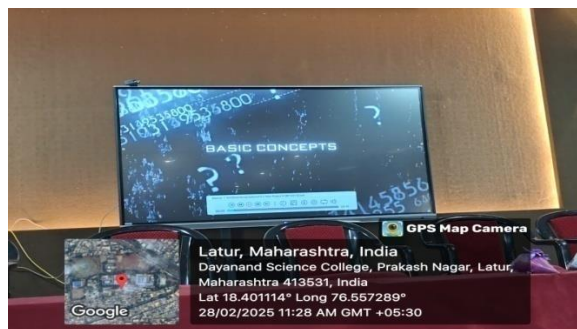 BASIC CONCEPTS
GPS Map Camera
Latur, Maharashtra, India
Dayanand Science College, Prakash Nagar, Latur,
Maharashtra 413531, India
Lat 18.401114° Long 76.557289°
28/02/2025 11:28 AM GMT +05:30
Google